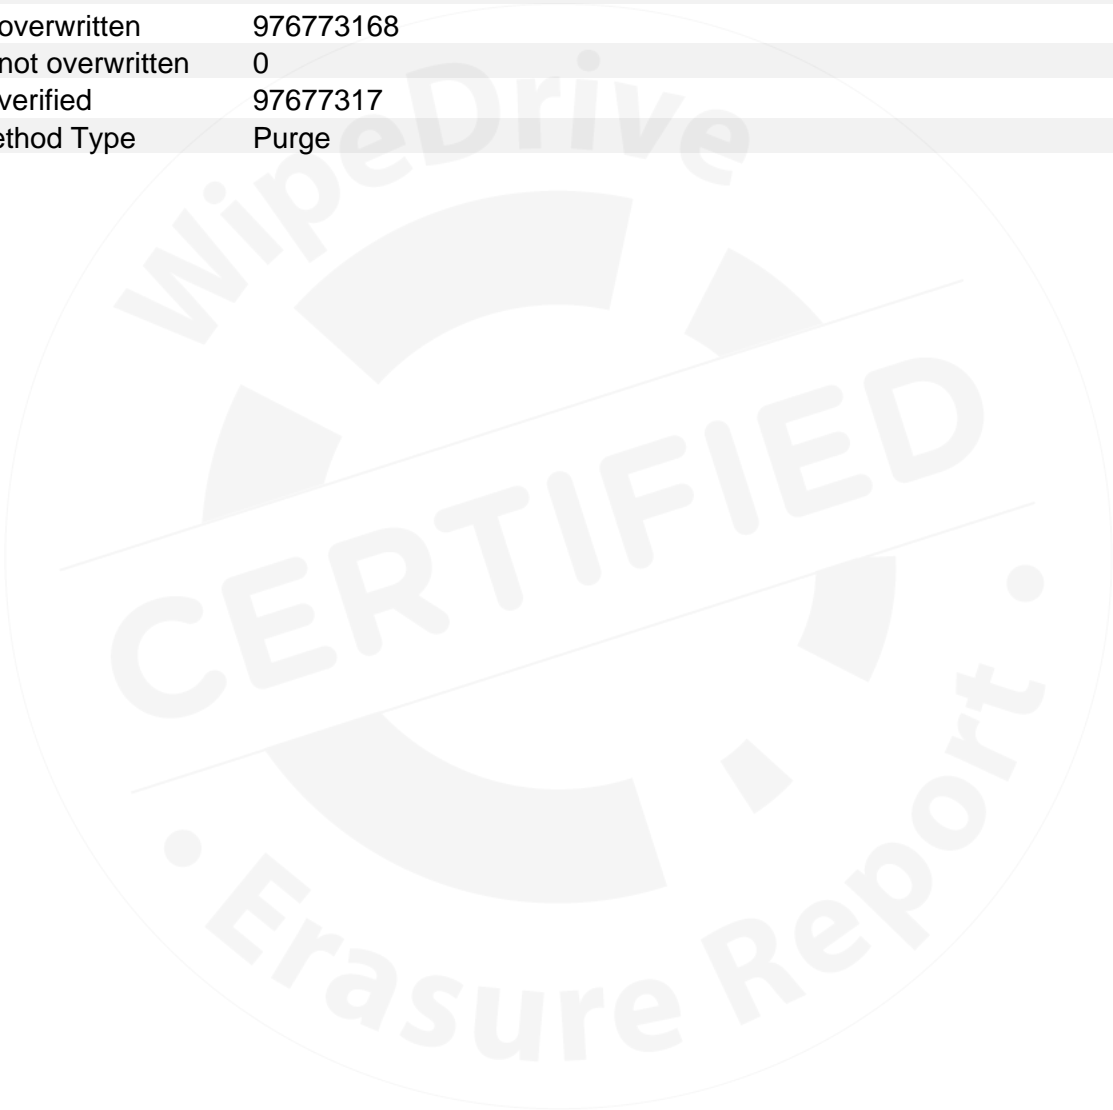 overwritten 976773168
not overwritten 0
verified 97677317
ethod Type Purge
WipeDrive
CERTIFIED
• Erasure Report •